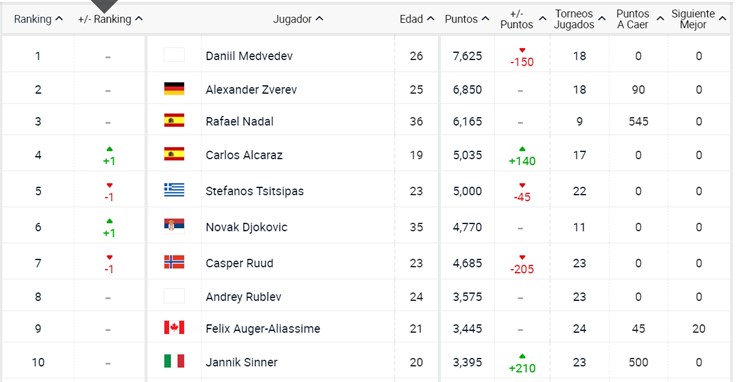 Ranking +/- Ranking Jugador Edad Puntos +/- Puntos Torneos Jugados Puntos A Caer Siguiente Mejor
1 – Daniil Medvedev 26 7,625 -150 18 0 0
2 – Alexander Zverev 25 6,850 – 18 90 0
3 – Rafael Nadal 36 6,165 – 9 545 0
4 +1 Carlos Alcaraz 19 5,035 +140 17 0 0
5 -1 Stefanos Tsitsipas 23 5,000 -45 22 0 0
6 +1 Novak Djokovic 35 4,770 – 11 0 0
7 -1 Casper Ruud 23 4,685 -205 23 0 0
8 – Andrey Rublev 24 3,575 – 23 0 0
9 – Felix Auger-Aliassime 21 3,445 – 24 45 20
10 – Jannik Sinner 20 3,395 +210 23 500 0